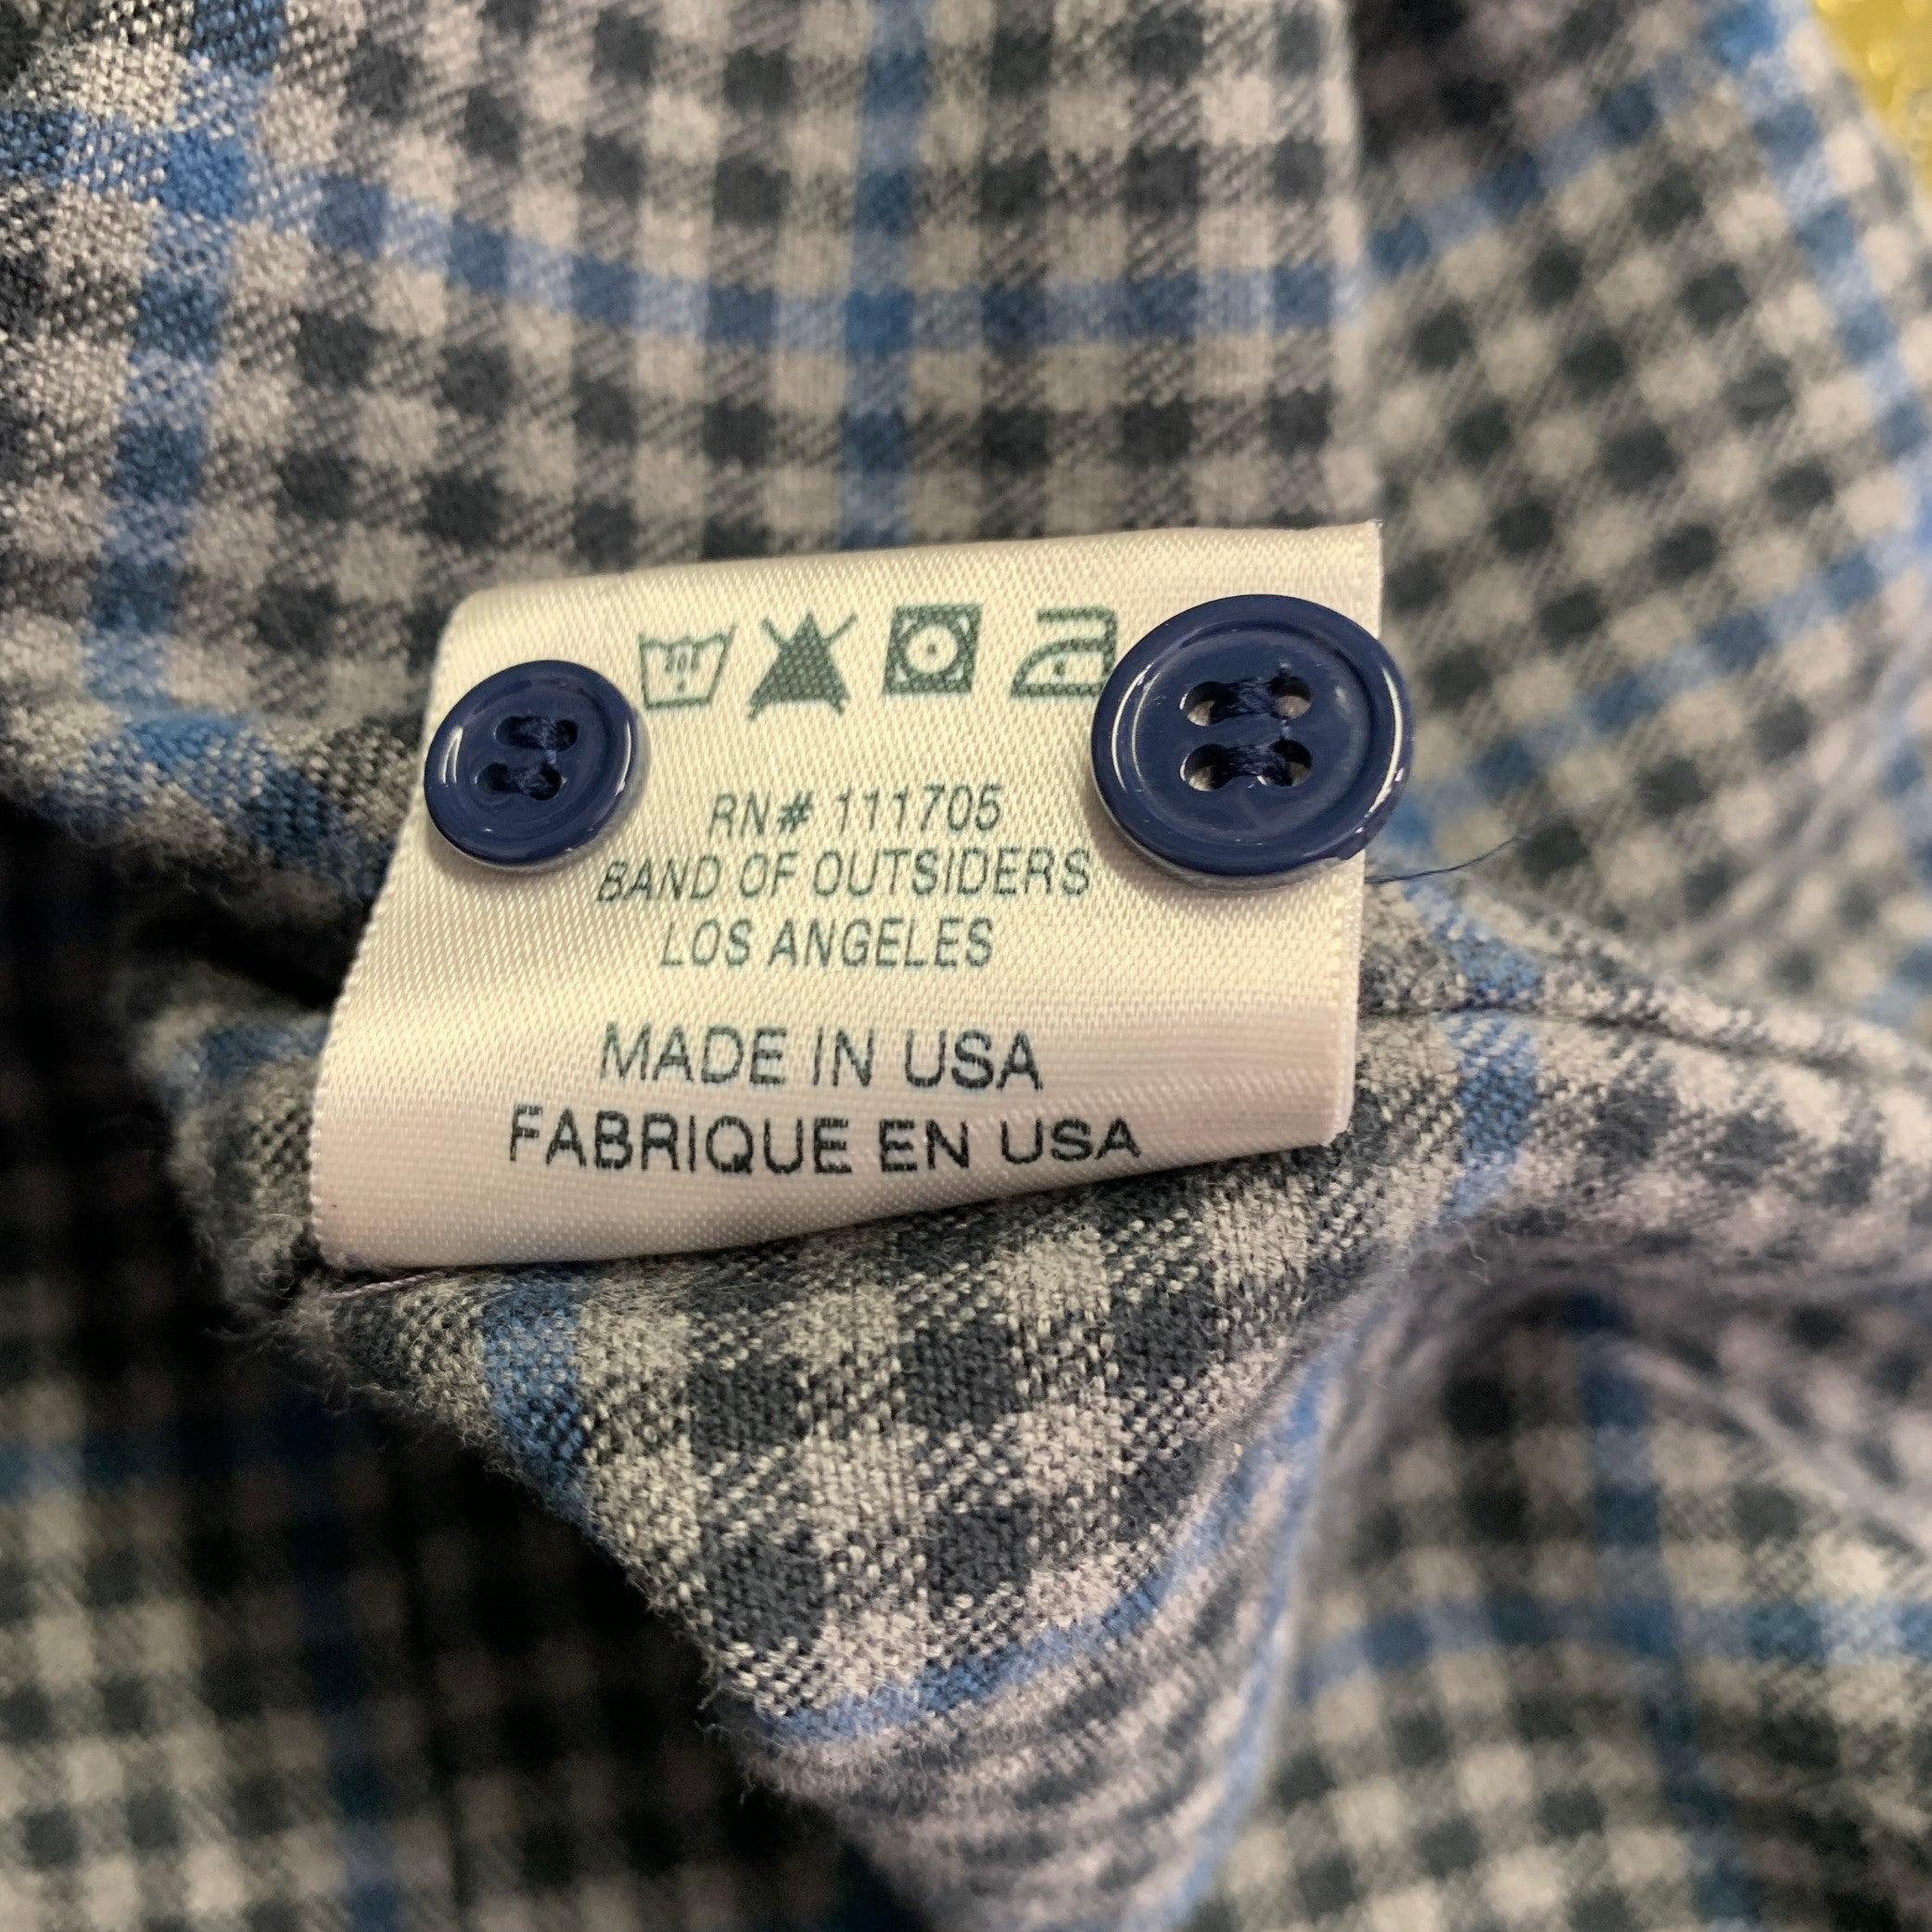 RN# 111705
BAND OF OUTSIDERS
LOS ANGELES
MADE IN USA
FABRIQUE EN USA